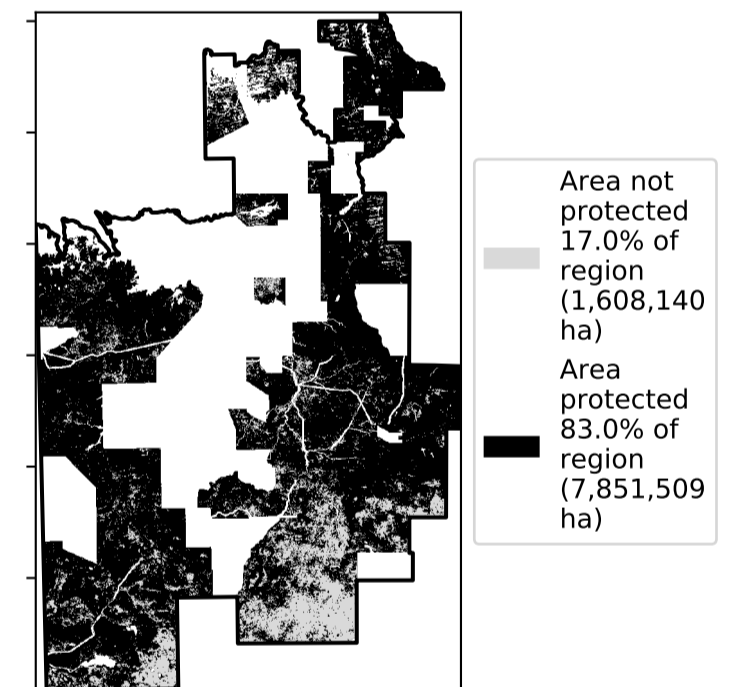 Area not
protected
17.0% of
region
(1,608,140
ha)
Area
protected
83.0% of
region
(7,851,509
ha)